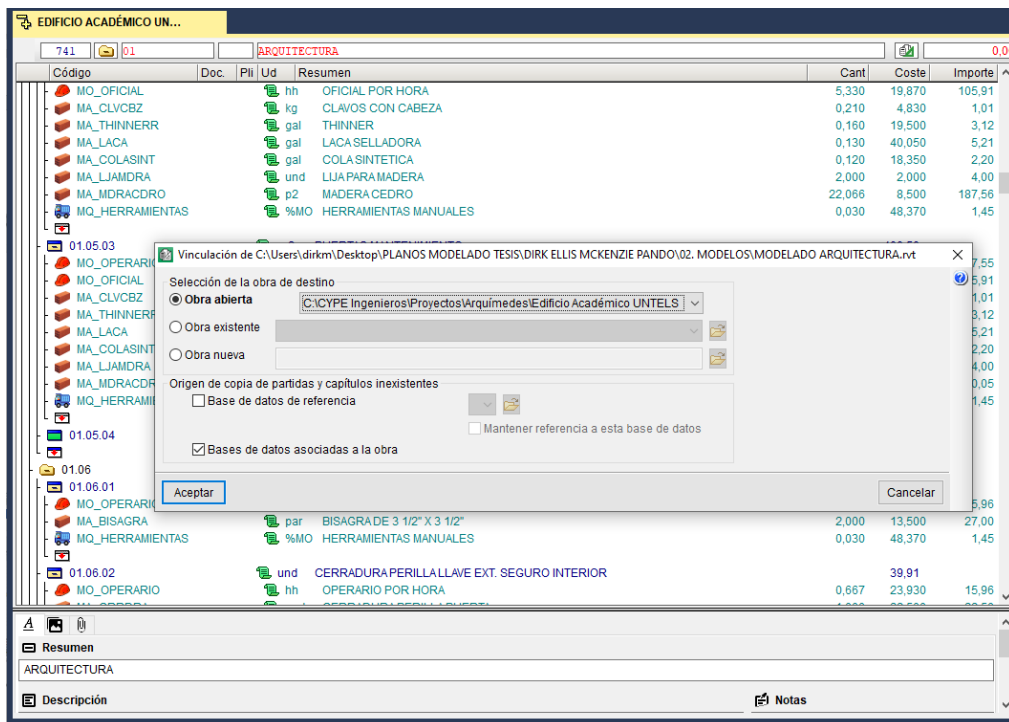 EDIFICIO ACADÉMICO UN...
741 01 ARQUITECTURA 0,0
Código Doc. Pli Ud Resumen Cant Coste Importe
MO_OFICIAL hh OFICIAL POR HORA 5,330 19,870 105,91
MA_CLVCBZ kg CLAVOS CON CABEZA 0,210 4,830 1,01
MA_THINNERR gal THINNER 0,160 19,500 3,12
MA_LACA gal LACA SELLADORA 0,130 40,050 5,21
MA_COLASINT gal COLA SINTETICA 0,120 18,350 2,20
MA_LJAMDRA und LIJA PARA MADERA 2,000 2,000 4,00
MA_MDRACDRO p2 MADERA CEDRO 22,066 8,500 187,56
MQ_HERRAMIENTAS %MO HERRAMIENTAS MANUALES 0,030 48,370 1,45
01.05.03
Vinculación de C:\Users\dirkm\Desktop\PLANOS MODELADO TESIS\DIRK ELLIS MCKENZIE PANDO\02. MODELOS\MODELADO ARQUITECTURA.rvt
MO_OPERARI 7,55
Selección de la obra de destino
MO_OFICIAL 5,91
Obra abierta C:\CYPE Ingenieros\Proyectos\Arquímedes\Edificio Académico UNTELS
MA_CLVCBZ 1,01
MA_THINNERR 3,12
Obra existente
MA_LACA 5,21
MA_COLASINT 2,20
Obra nueva
MA_LJAMDRA 4,00
MA_MDRACDR 0,05
Origen de copia de partidas y capítulos inexistentes
MQ_HERRAMI 1,45
Base de datos de referencia
Mantener referencia a esta base de datos
01.05.04
Bases de datos asociadas a la obra
01.06
01.06.01
Aceptar Cancelar
MO_OPERARI 5,96
MA_BISAGRA par BISAGRA DE 3 1/2" X 3 1/2" 2,000 13,500 27,00
MQ_HERRAMIENTAS %MO HERRAMIENTAS MANUALES 0,030 48,370 1,45
01.06.02 und CERRADURA PERILLA LLAVE EXT. SEGURO INTERIOR 39,91
MO_OPERARIO hh OPERARIO POR HORA 0,667 23,930 15,96
A
Resumen
ARQUITECTURA
Descripción Notas